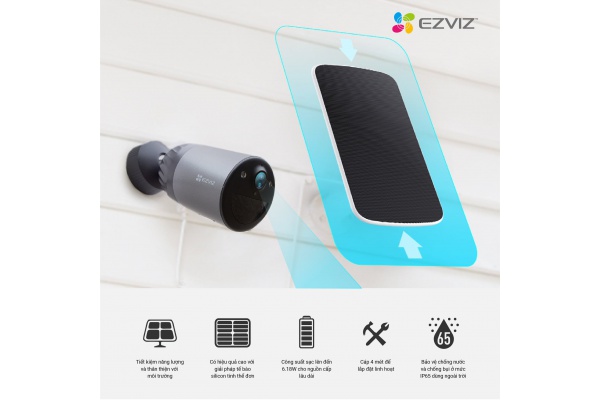 EZVIZ
EZVIZ
65
Tiết kiệm năng lượng
và thân thiện với
môi trường
Có hiệu quả cao với
giải pháp tế bào
silicon tinh thể đơn
Công suất sạc lên đến
6.18W cho nguồn cấp
lâu dài
Cáp 4 mét để
lắp đặt linh hoạt
Bảo vệ chống nước
và chống bụi ở mức
IP65 dùng ngoài trời